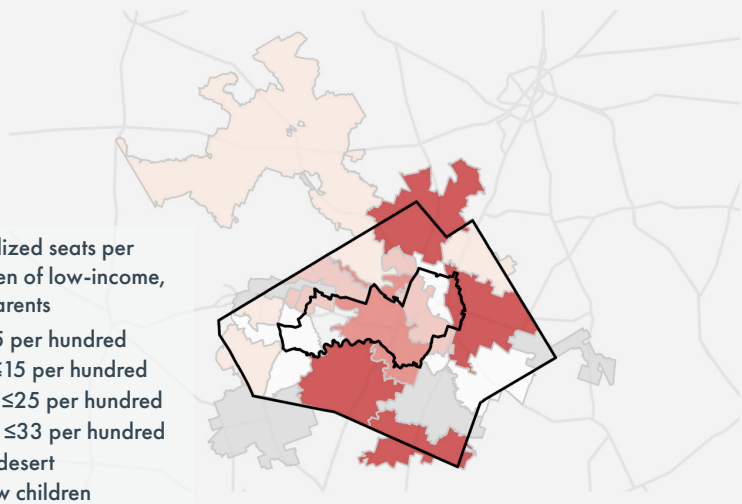 lized seats per
en of low-income,
arents
5 per hundred
≤15 per hundred
≤25 per hundred
≤33 per hundred
desert
w children